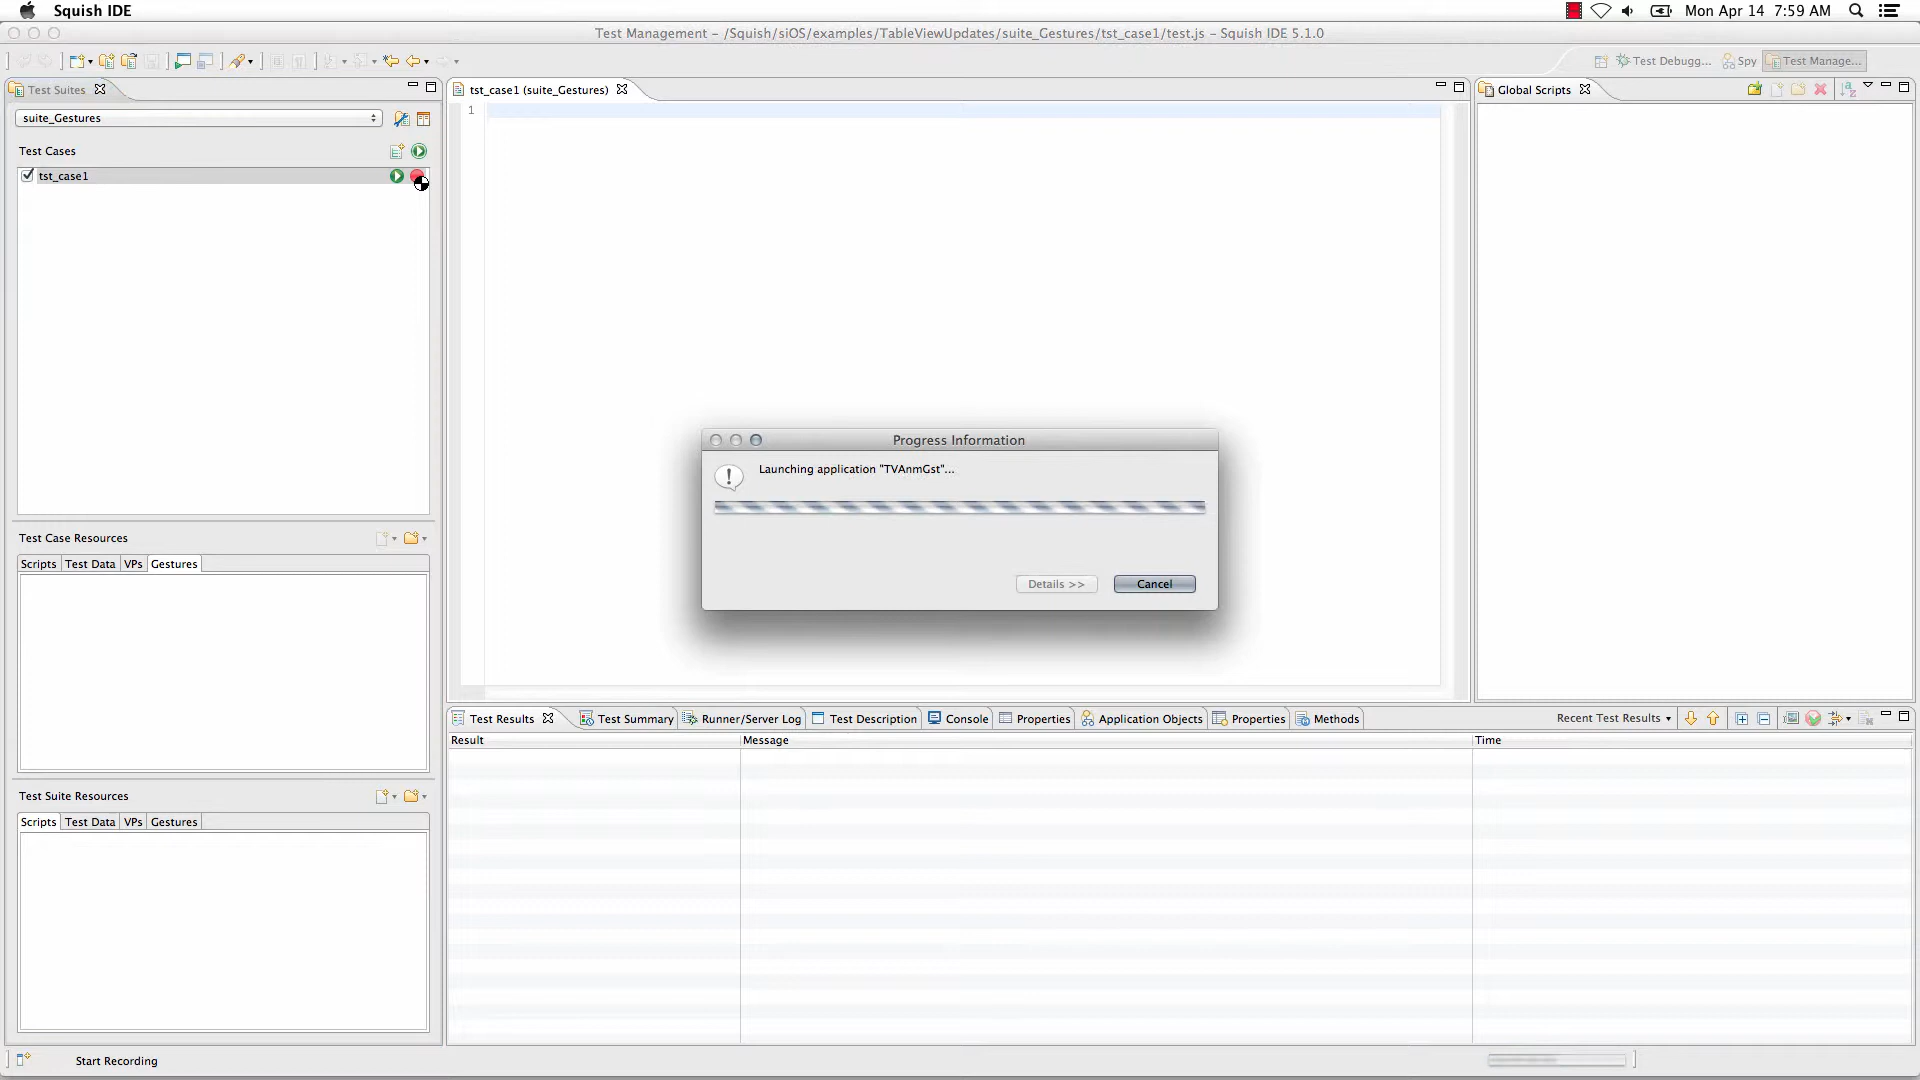 Squish IDE
Mon Apr 14 7:59 AM
Test Management – /Squish/siOS/examples/TableViewUpdates/suite_Gestures/tst_case1/test.js – Squish IDE 5.1.0
Test Debugg...
Spy
Test Manage...
Test Suites
tst_case1 (suite_Gestures)
Global Scripts
suite_Gestures
1
Test Cases
tst_case1
Progress Information
Launching application "TVAnmGst"...
Details >>
Cancel
Test Case Resources
Scripts Test Data VPs Gestures
Test Results
Test Summary
Runner/Server Log
Test Description
Console
Properties
Application Objects
Properties
Methods
Recent Test Results
Result
Message
Time
Test Suite Resources
Scripts Test Data VPs Gestures
Start Recording